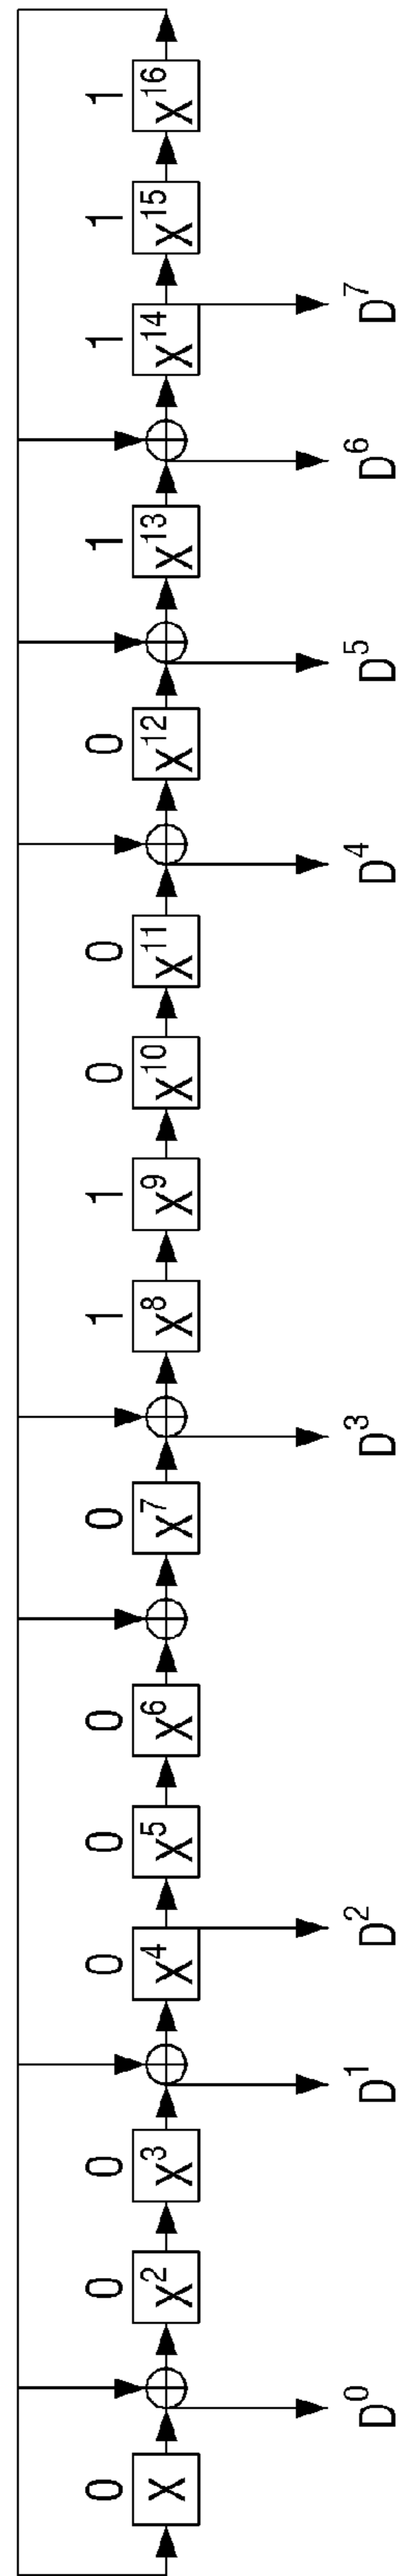 0 0 0 0 0 0 0 1 1 0 0 0 1 1 1 1
X X² X³ X⁴ X⁵ X⁶ X⁷ X⁸ X⁹ X¹⁰ X¹¹ X¹² X¹³ X¹⁴ X¹⁵ X¹⁶
D⁰ D¹ D² D³ D⁴ D⁵ D⁶ D⁷